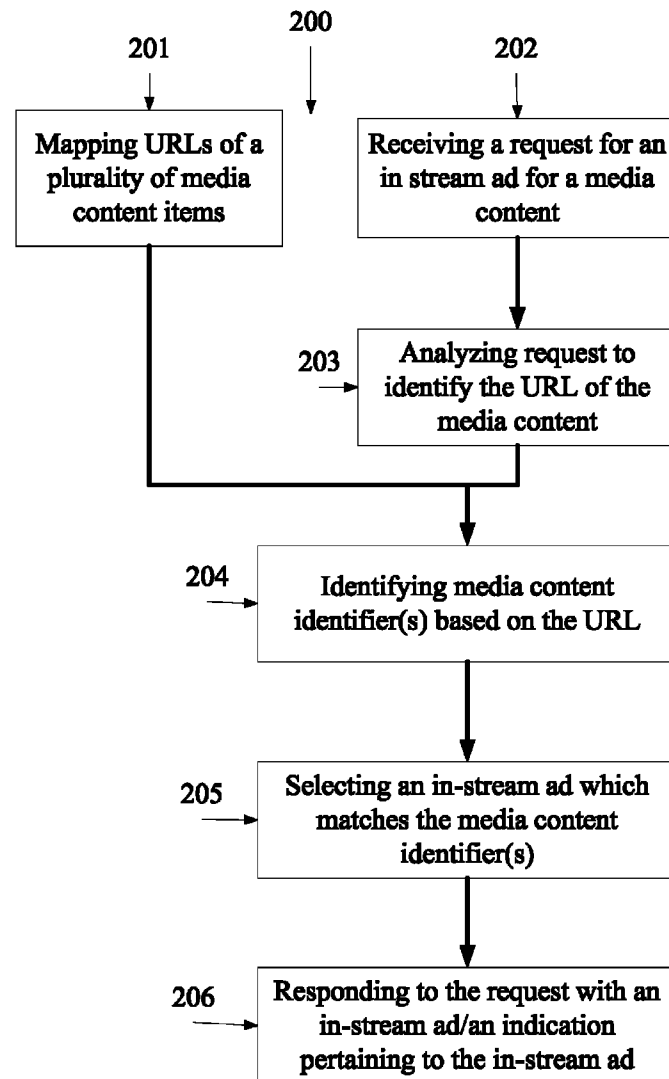 200
201
202
Mapping URLs of a
plurality of media
content items
Receiving a request for an
in stream ad for a media
content
203
Analyzing request to
identify the URL of the
media content
204
Identifying media content
identifier(s) based on the URL
205
Selecting an in-stream ad which
matches the media content
identifier(s)
206
Responding to the request with an
in-stream ad/an indication
pertaining to the in-stream ad